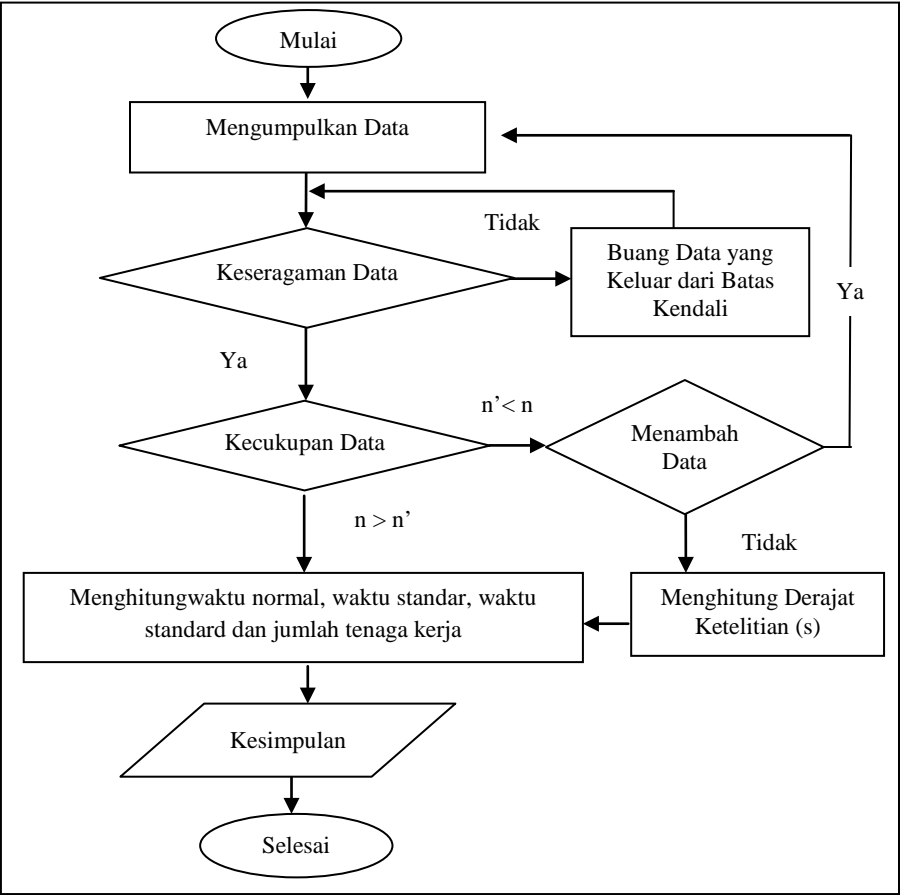 Mulai
Mengumpulkan Data
Tidak
Keseragaman Data
Buang Data yang
Keluar dari Batas
Kendali
Ya
Ya
n’< n
Kecukupan Data
Menambah
Data
n > n’
Tidak
Menghitungwaktu normal, waktu standar, waktu
standard dan jumlah tenaga kerja
Menghitung Derajat
Ketelitian (s)
Kesimpulan
Selesai